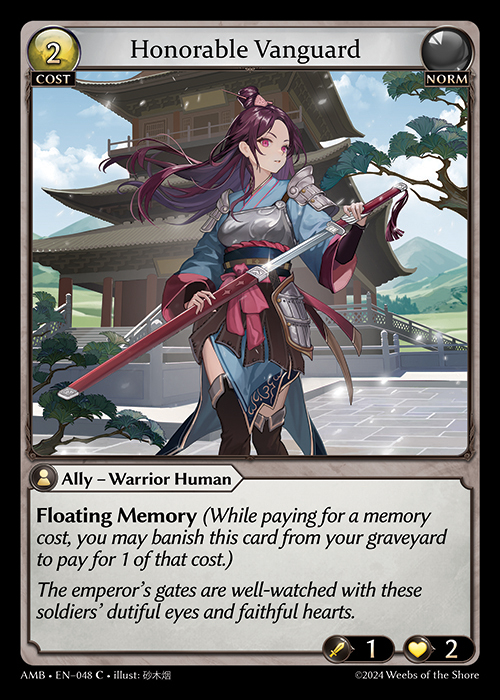 2
Honorable Vanguard
COST
NORM
Ally – Warrior Human
Floating Memory (While paying for a memory
cost, you may banish this card from your graveyard
to pay for 1 of that cost.)
The emperor's gates are well-watched with these
soldiers' dutiful eyes and faithful hearts.
1
2
AMB • EN–048 C • illust: 砂木烟
©2024 Weebs of the Shore